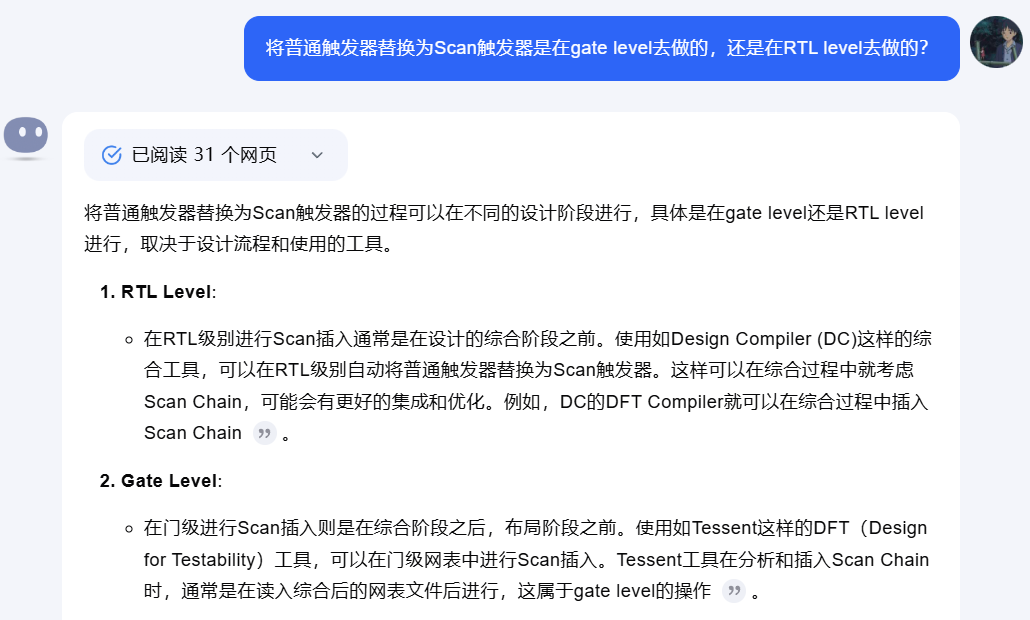 将普通触发器替换为Scan触发器是在gate level去做的，还是在RTL level去做的？
已阅读 31 个网页
将普通触发器替换为Scan触发器的过程可以在不同的设计阶段进行，具体是在gate level还是RTL level
进行，取决于设计流程和使用的工具。
1. RTL Level:
在RTL级别进行Scan插入通常是在设计的综合阶段之前。使用如Design Compiler (DC)这样的综
合工具，可以在RTL级别自动将普通触发器替换为Scan触发器。这样可以在综合过程中就考虑
Scan Chain，可能会有更好的集成和优化。例如，DC的DFT Compiler就可以在综合过程中插入
Scan Chain 。
2. Gate Level:
在门级进行Scan插入则是在综合阶段之后，布局阶段之前。使用如Tessent这样的DFT（Design
for Testability）工具，可以在门级网表中进行Scan插入。Tessent工具在分析和插入Scan Chain
时，通常是在读入综合后的网表文件后进行，这属于gate level的操作 。